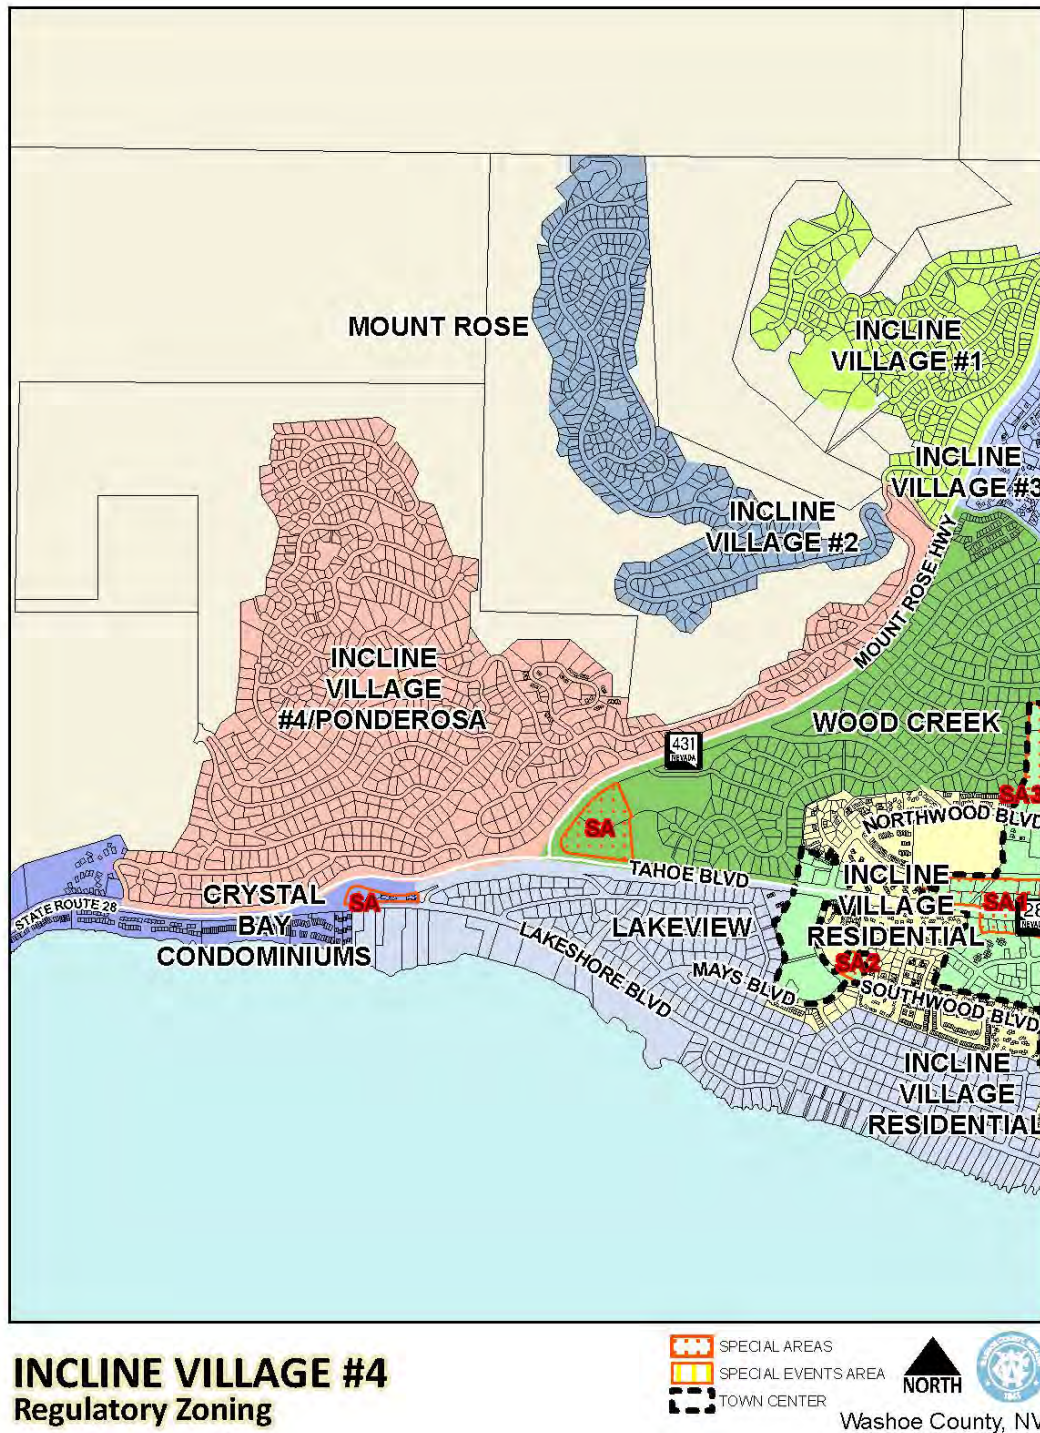 MOUNT ROSE
INCLINE
VILLAGE #1
INCLINE
VILLAGE #3
INCLINE
VILLAGE #2
MOUNT ROSE HWY
INCLINE
VILLAGE
#4/PONDEROSA
WOOD CREEK
431
NEVADA
SA3
NORTHWOOD BLVD
SA
TAHOE BLVD
INCLINE
VILLAGE
RESIDENTIAL
SA1
28
CRYSTAL
BAY
CONDOMINIUMS
SA
STATE ROUTE 28
LAKEVIEW
LAKESHORE BLVD
MAYS BLVD
SA2
SOUTHWOOD BLVD
INCLINE
VILLAGE
RESIDENTIAL
INCLINE VILLAGE #4
Regulatory Zoning
SPECIAL AREAS
SPECIAL EVENTS AREA
TOWN CENTER
NORTH
Washoe County, NV